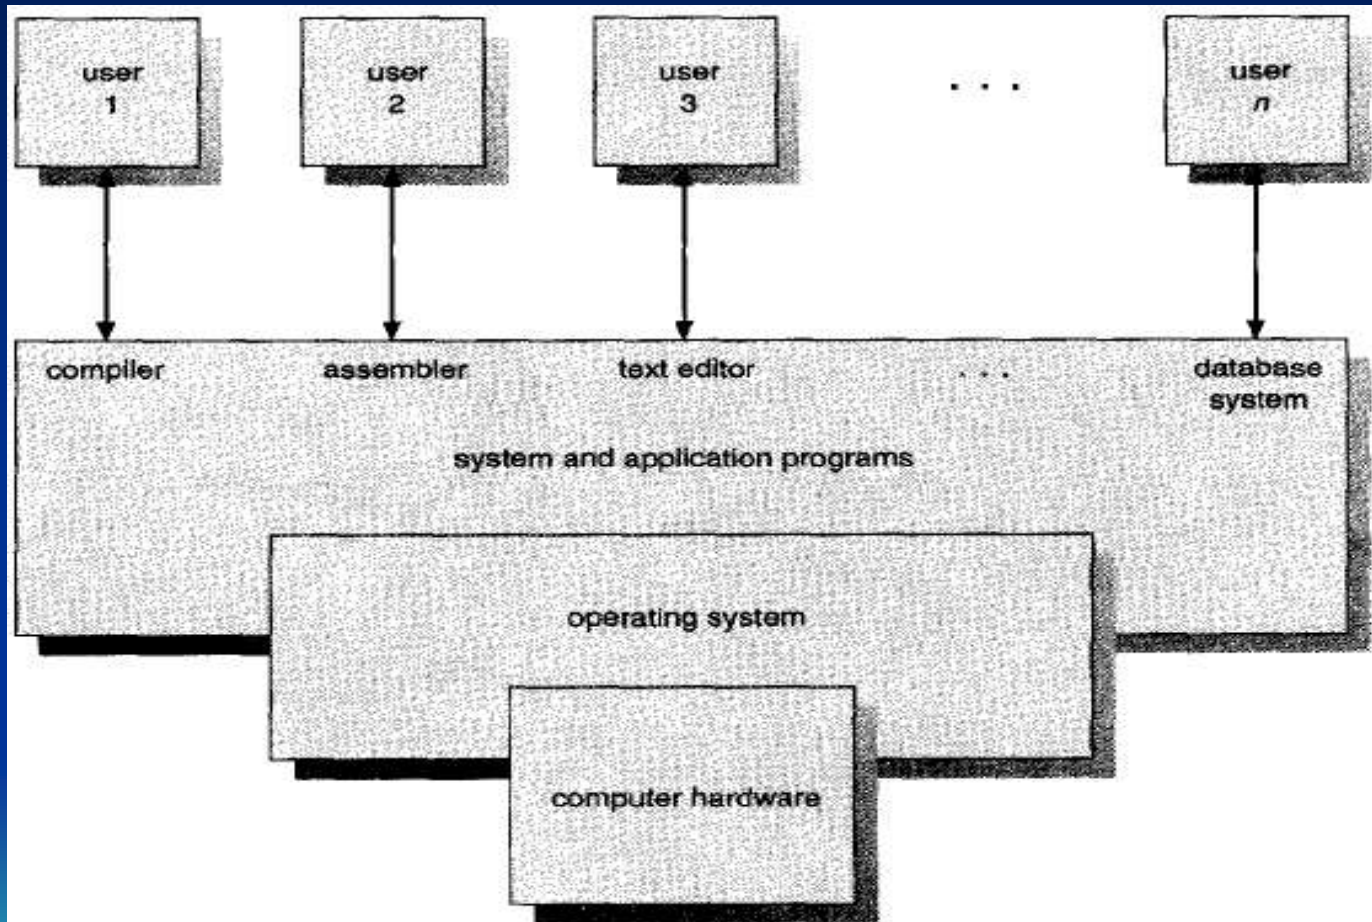 user
1
user
2
user
3
. . .
user
n
compiler
assembler
text editor
. . .
database
system
system and application programs
operating system
computer hardware